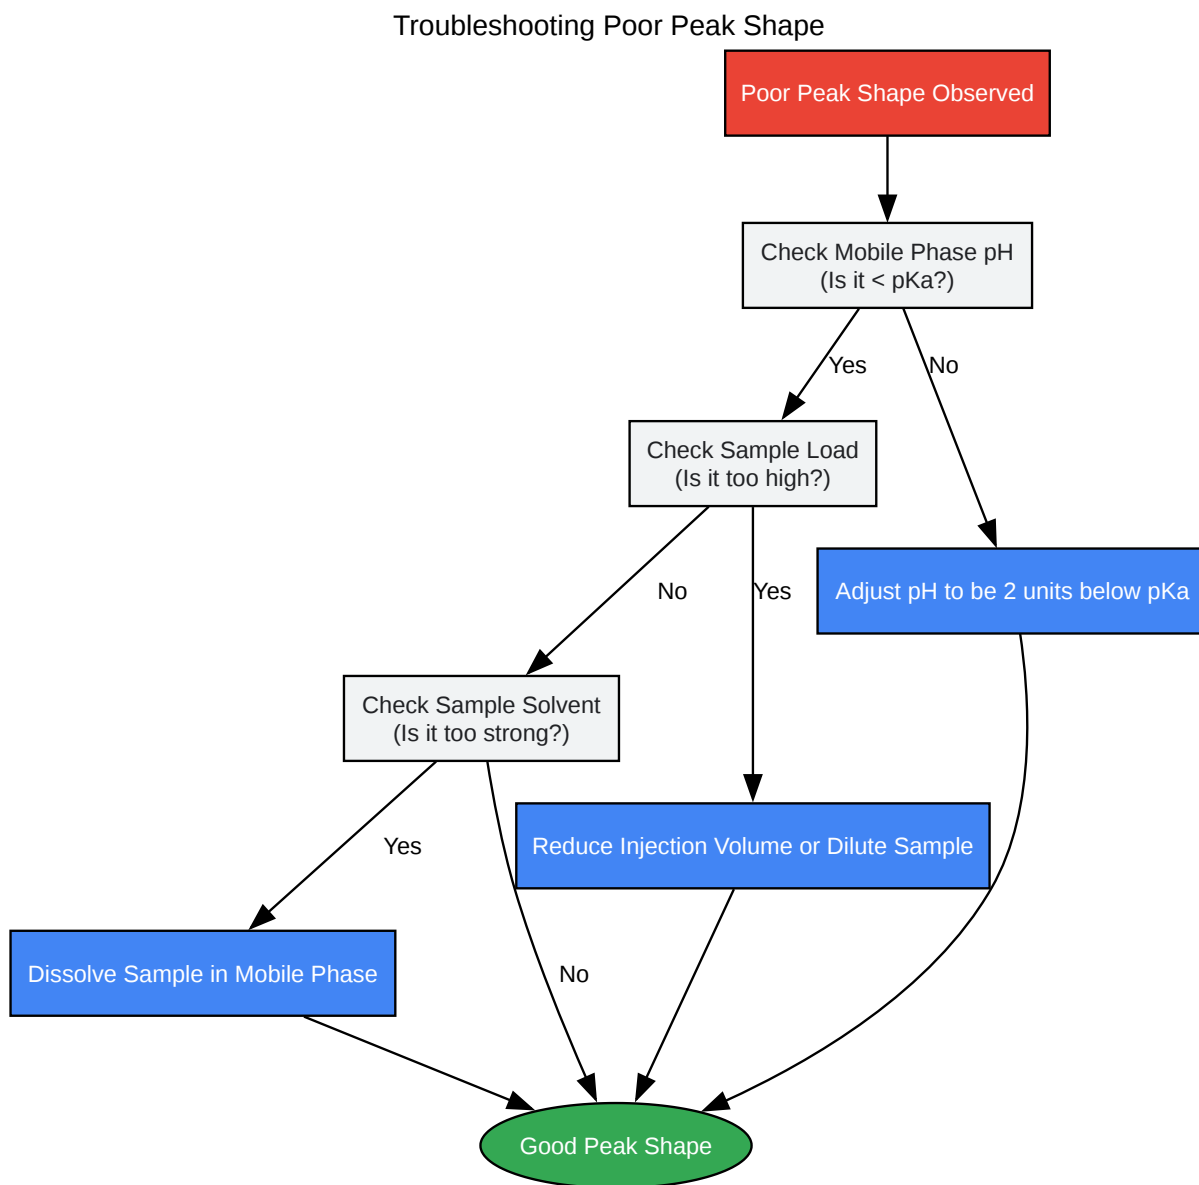 Troubleshooting Poor Peak Shape
Poor Peak Shape Observed
Check Mobile Phase pH
(Is it < pKa?)
Yes
No
Check Sample Load
(Is it too high?)
No
Yes
Adjust pH to be 2 units below pKa
Check Sample Solvent
(Is it too strong?)
Yes
Reduce Injection Volume or Dilute Sample
Dissolve Sample in Mobile Phase
No
Good Peak Shape